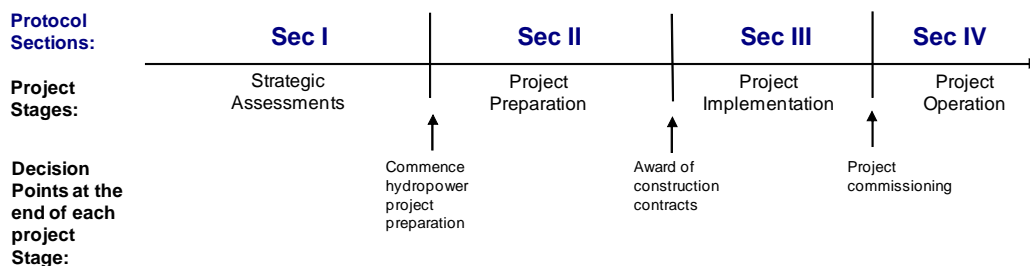 Protocol
Sections:
Sec I
Sec II
Sec III
Sec IV
Project
Stages:
Strategic
Assessments
Project
Preparation
Project
Implementation
Project
Operation
Decision
Points at the
end of each
project
Stage:
Commence
hydropower
project
preparation
Award of
construction
contracts
Project
commissioning